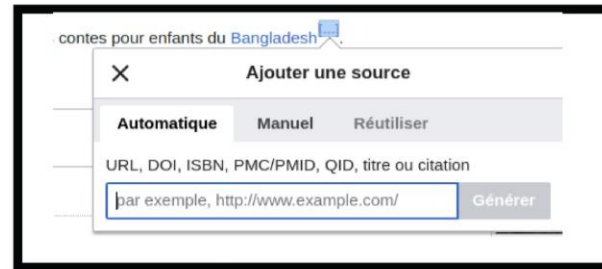 contes pour enfants du Bangladesh[...].
Ajouter une source
Automatique Manuel Réutiliser
URL, DOI, ISBN, PMC/PMID, QID, titre ou citation
par exemple, http://www.example.com/ Générer